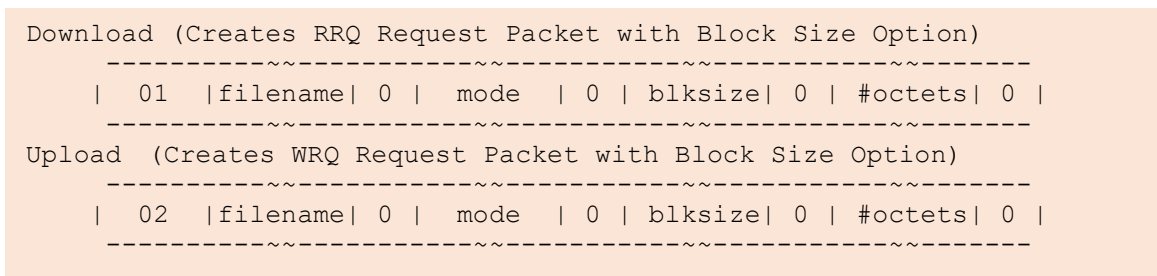 Download (Creates RRQ Request Packet with Block Size Option)
----------~~-----------~~-----------~~-----------~~-------
| 01 |filename| 0 | mode | 0 | blksize| 0 | #octets| 0 |
----------~~-----------~~-----------~~-----------~~-------
Upload (Creates WRQ Request Packet with Block Size Option)
----------~~-----------~~-----------~~-----------~~-------
| 02 |filename| 0 | mode | 0 | blksize| 0 | #octets| 0 |
----------~~-----------~~-----------~~-----------~~-------